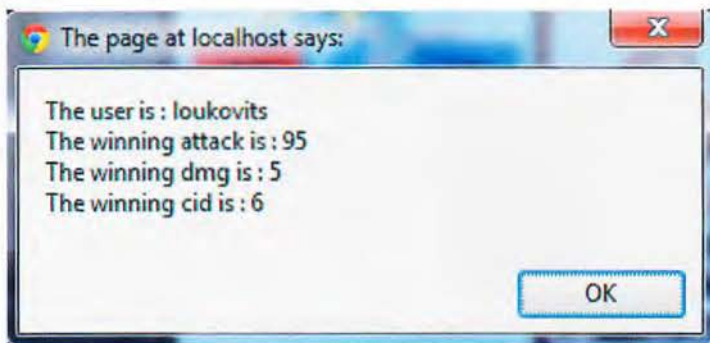 The page at localhost says:
The user is : loukovits
The winning attack is : 95
The winning dmg is : 5
The winning cid is : 6
OK